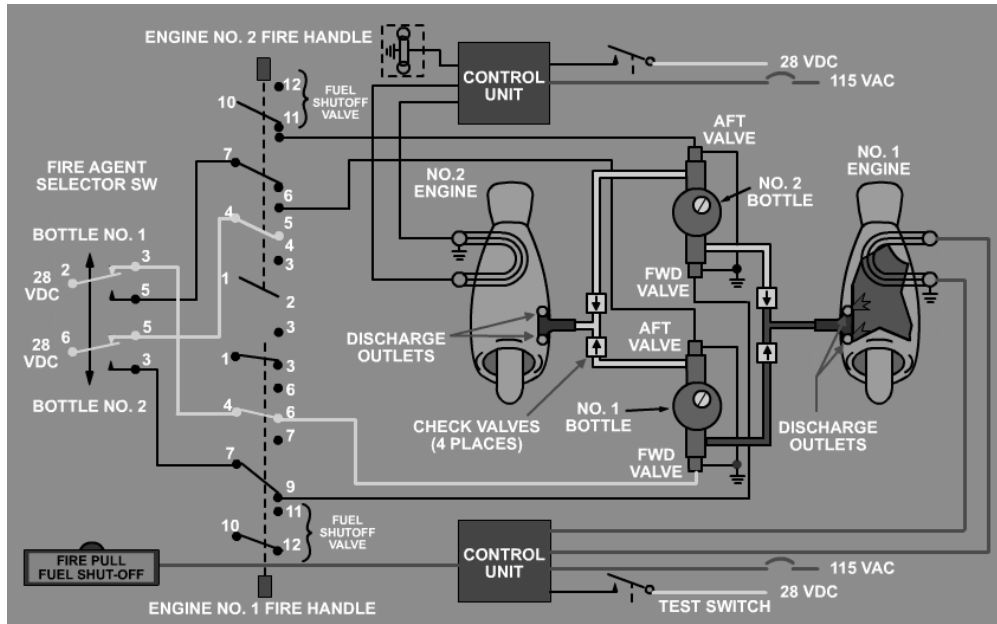 ENGINE NO. 2 FIRE HANDLE
CONTROL
UNIT
28 VDC
115 VAC
12
FUEL
SHUTOFF
VALVE
10
11
AFT
VALVE
FIRE AGENT
SELECTOR SW
7
6
NO.2
ENGINE
NO. 2
BOTTLE
NO. 1
ENGINE
4
5
4
3
BOTTLE NO. 1
3
28
VDC
2
5
1
2
FWD
VALVE
28
VDC
6
5
3
3
AFT
VALVE
DISCHARGE
OUTLETS
1
3
6
BOTTLE NO. 2
4
6
7
CHECK VALVES
(4 PLACES)
NO. 1
BOTTLE
DISCHARGE
OUTLETS
7
9
FWD
VALVE
11
10
12
FUEL
SHUTOFF
VALVE
FIRE PULL
FUEL SHUT-OFF
CONTROL
UNIT
115 VAC
28 VDC
TEST SWITCH
ENGINE NO. 1 FIRE HANDLE